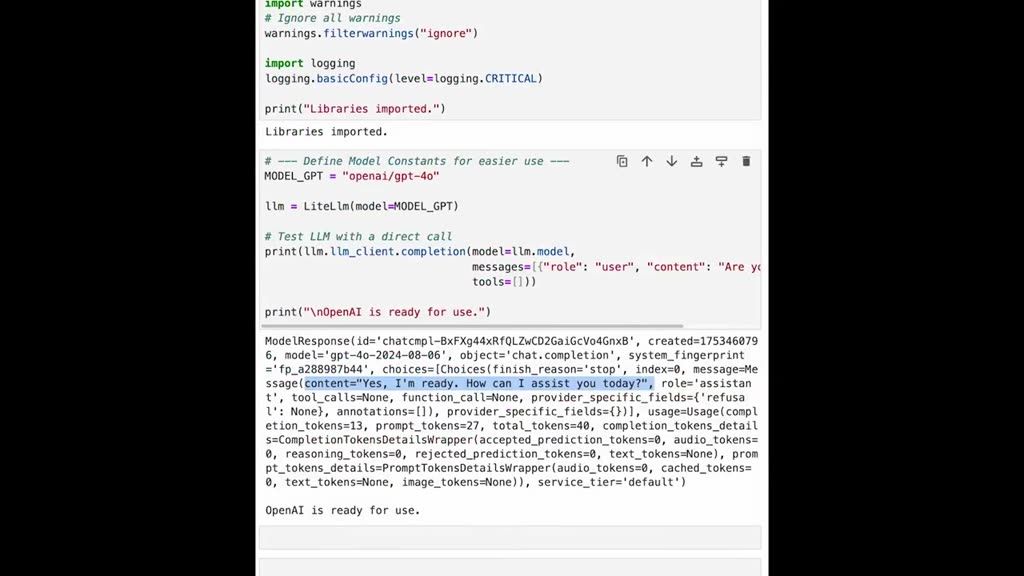 import warnings
# Ignore all warnings
warnings.filterwarnings("ignore")
import logging
logging.basicConfig(level=logging.CRITICAL)
print("Libraries imported.")
Libraries imported.
# --- Define Model Constants for easier use ---
MODEL_GPT = "openai/gpt-4o"
llm = LiteLlm(model=MODEL_GPT)
# Test LLM with a direct call
print(llm.llm_client.completion(model=llm.model,
messages=[{"role": "user", "content": "Are yo
tools=[]))
print("\nOpenAI is ready for use.")
ModelResponse(id='chatcmpl-BxFXg44xRfQLZwCD2GaiGcVo4GnxB', created=175346079
6, model='gpt-4o-2024-08-06', object='chat.completion', system_fingerprint
='fp_a288987b44', choices=[Choices(finish_reason='stop', index=0, message=Me
ssage(content="Yes, I'm ready. How can I assist you today?", role='assistan
t', tool_calls=None, function_call=None, provider_specific_fields={'refusa
l': None}, annotations=[]), provider_specific_fields={})], usage=Usage(compl
etion_tokens=13, prompt_tokens=27, total_tokens=40, completion_tokens_detail
s=CompletionTokensDetailsWrapper(accepted_prediction_tokens=0, audio_tokens=
0, reasoning_tokens=0, rejected_prediction_tokens=0, text_tokens=None), prom
pt_tokens_details=PromptTokensDetailsWrapper(audio_tokens=0, cached_tokens=
0, text_tokens=None, image_tokens=None)), service_tier='default')
OpenAI is ready for use.